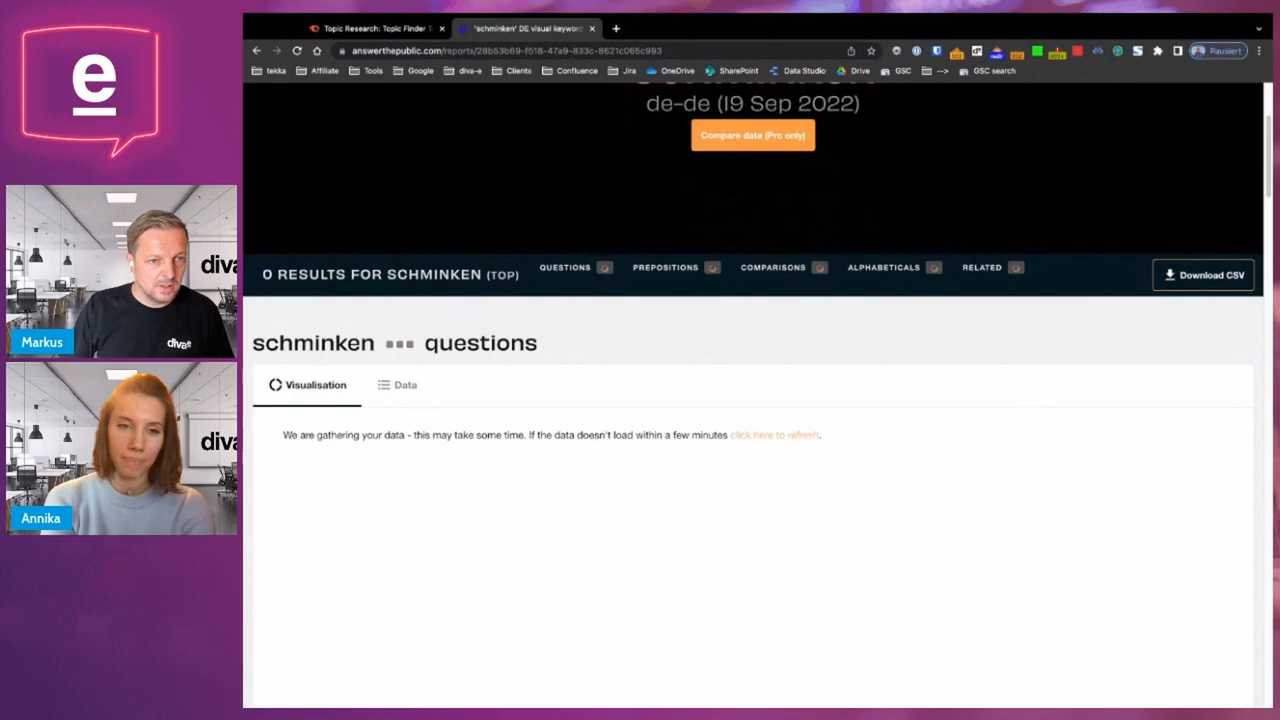 e
Topic Research: Topic Finder T
'schminken' DE visual keyword
answerthepublic.com/reports/28b53b69-f518-47a9-833c-8621c065c993
Pausiert
tekka
Affiliate
Tools
Google
diva-e
Clients
Confluence
Jira
OneDrive
SharePoint
Data Studio
Drive
GSC
-->
GSC search
de-de (19 Sep 2022)
Compare data (Pro only)
0 RESULTS FOR SCHMINKEN (TOP)
QUESTIONS
PREPOSITIONS
COMPARISONS
ALPHABETICALS
RELATED
Download CSV
schminken questions
Visualisation
Data
We are gathering your data - this may take some time. If the data doesn't load within a few minutes click here to refresh.
diva
diva-e
Markus
diva
Annika